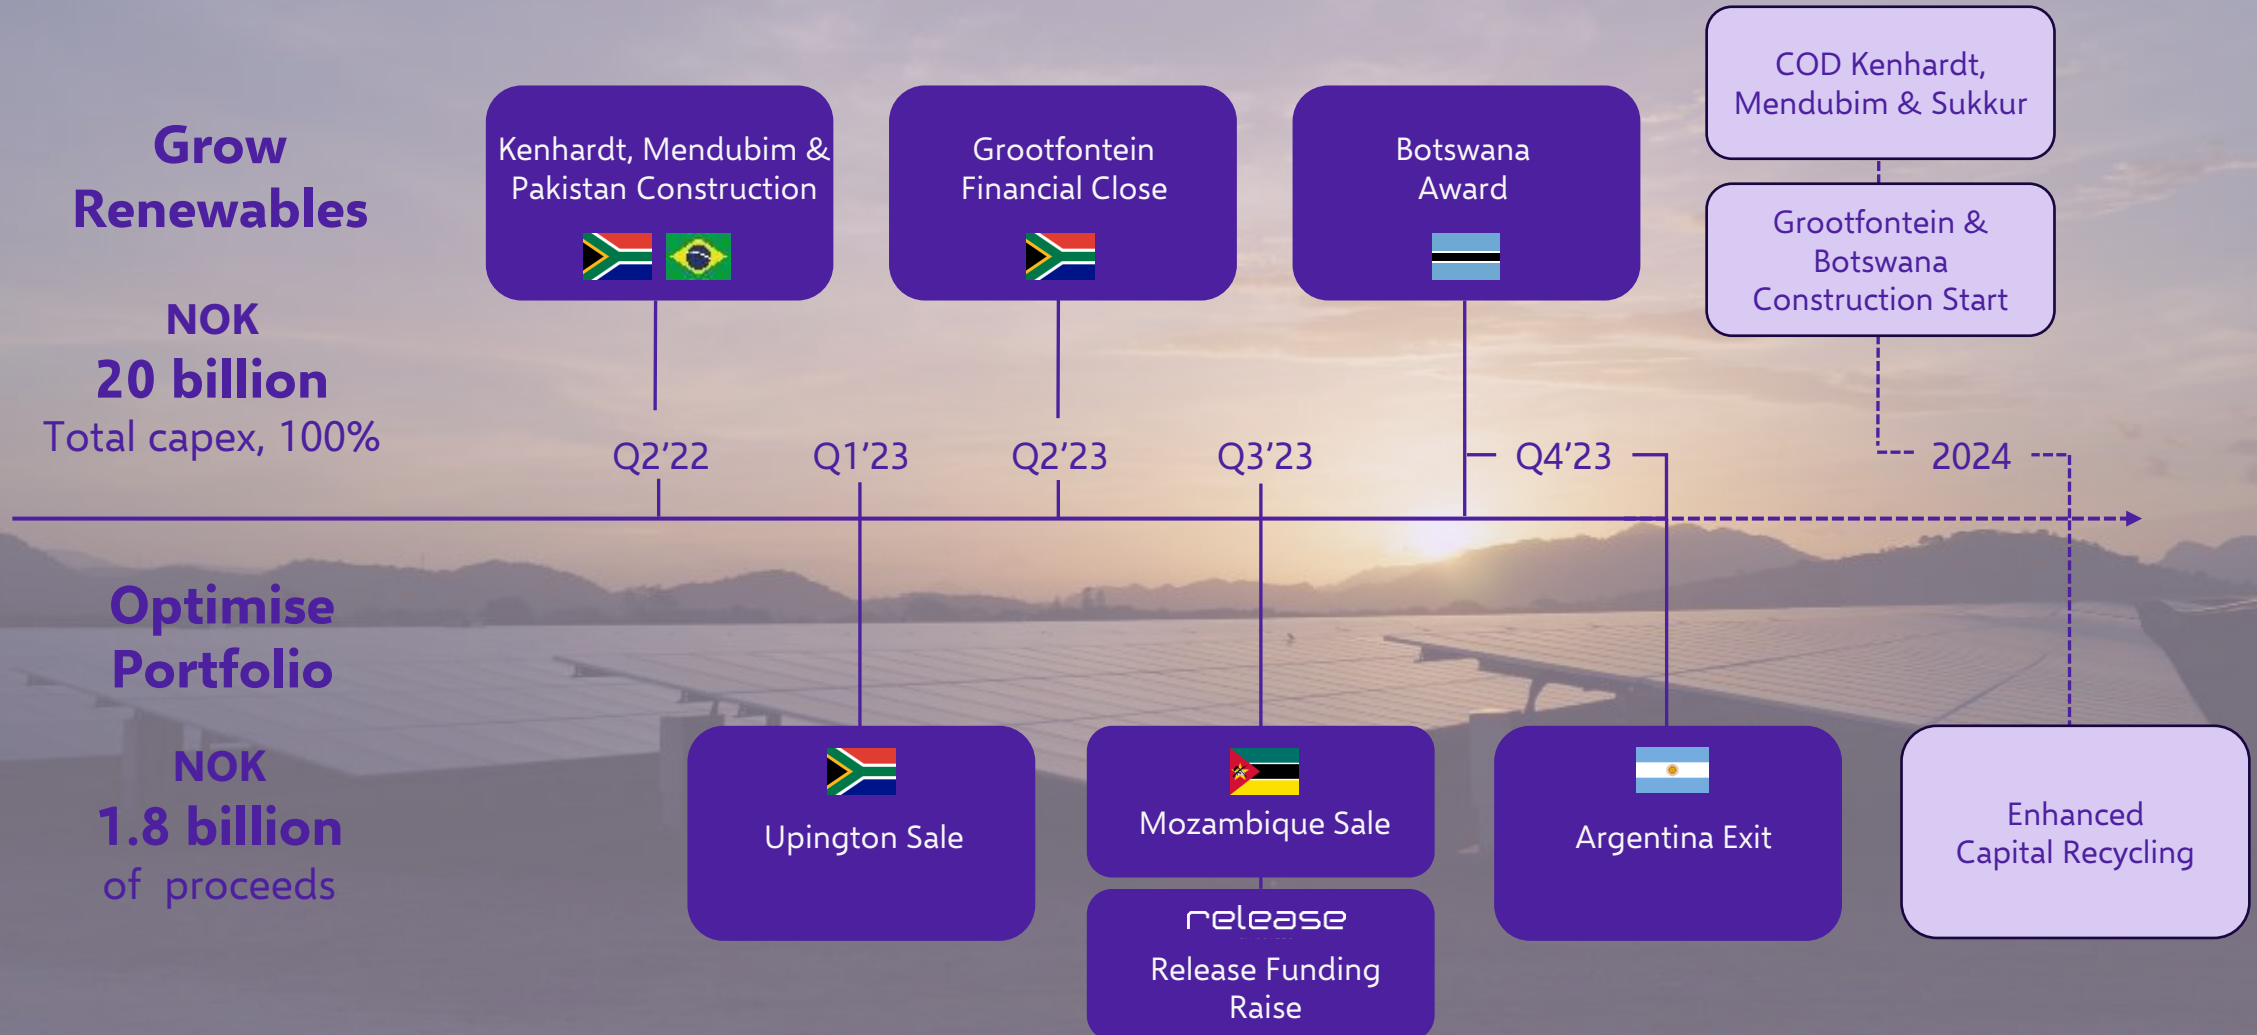 Grow
Renewables
NOK
20 billion
Total capex, 100%
Kenhardt, Mendubim &
Pakistan Construction
Grootfontein
Financial Close
Botswana
Award
COD Kenhardt,
Mendubim & Sukkur
Grootfontein &
Botswana
Construction Start
Q2’22
Q1’23
Q2’23
Q3’23
Q4’23
2024
Optimise
Portfolio
NOK
1.8 billion
of proceeds
Upington Sale
Mozambique Sale
release
Release Funding
Raise
Argentina Exit
Enhanced
Capital Recycling